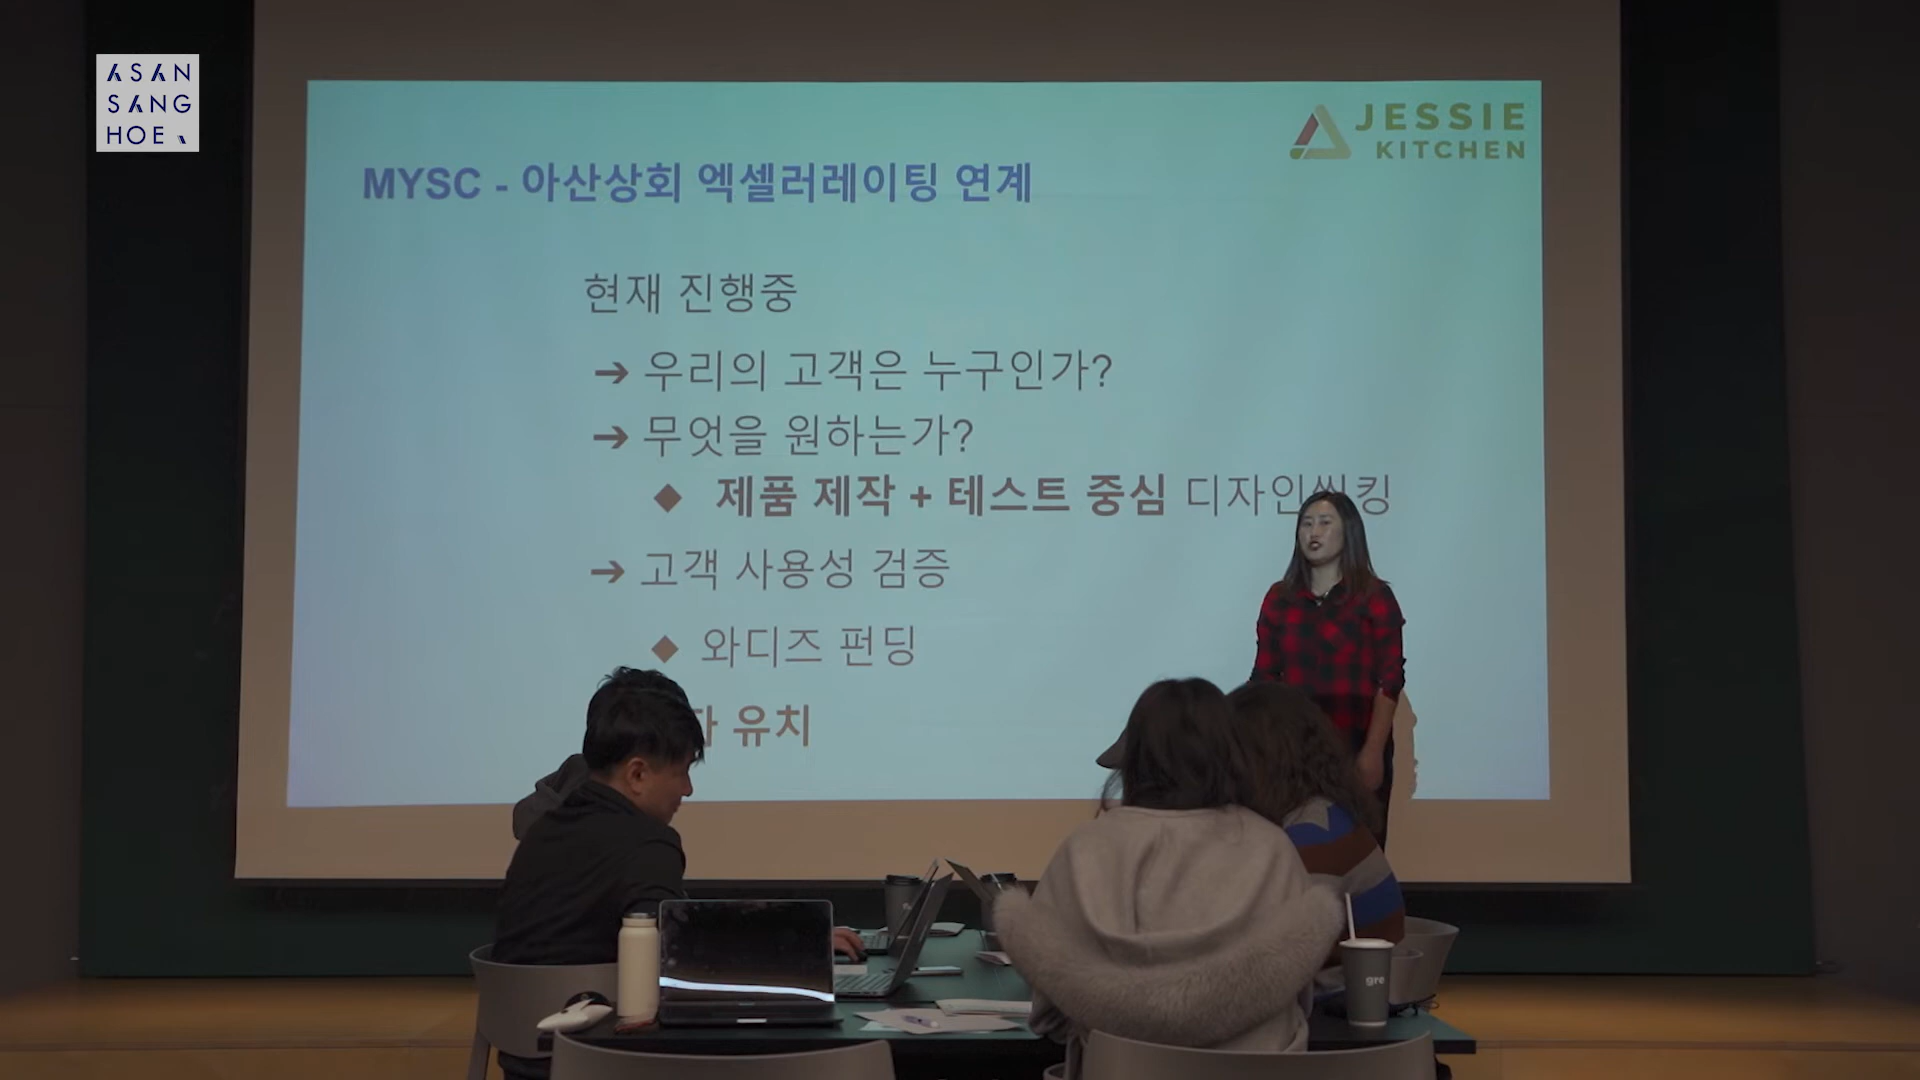 ASAN
SANG
HOE
JESSIE
KITCHEN
MYSC - 아산상회 엑셀러레이팅 연계
현재 진행중
➔ 우리의 고객은 누구인가?
➔ 무엇을 원하는가?
◆ 제품 제작 + 테스트 중심 디자인씽킹
➔ 고객 사용성 검증
◆ 와디즈 펀딩
유치
gre